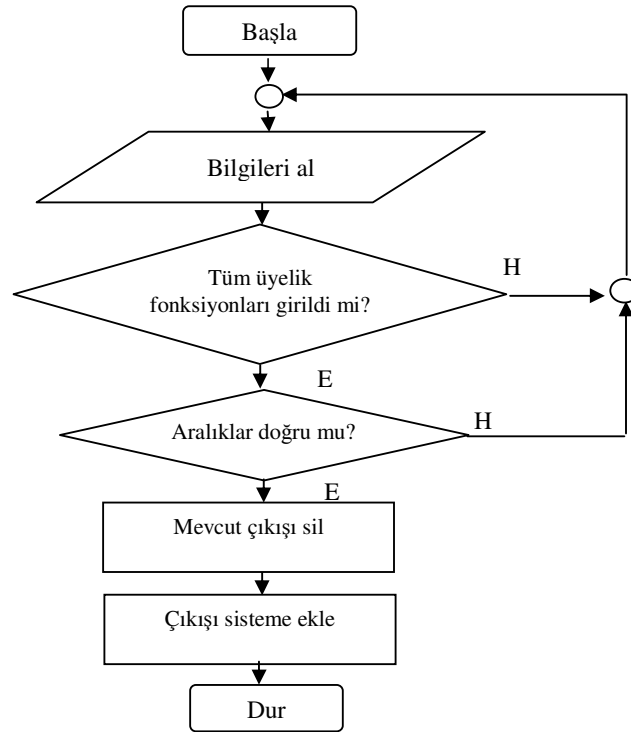 Başla
Bilgileri al
Tüm üyelik
fonksiyonları girildi mi?
H
E
Aralıklar doğru mu?
H
E
Mevcut çıkışı sil
Çıkışı sisteme ekle
Dur